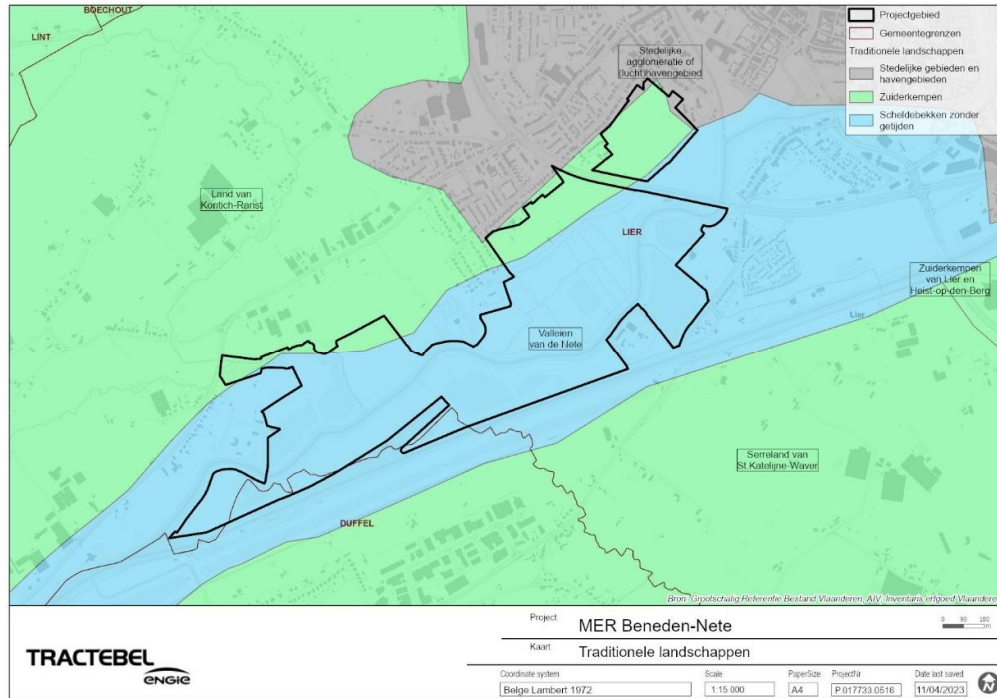 BOECHOUT
LINT
Stedelijke
agglomeratie of
(lucht)havengebied
Projectgebied
Gemeentegrenzen
Traditionele landschappen
Stedelijke gebieden en
havengebieden
Zuiderkempen
Scheldebekken zonder
getijden
Land van
Kontich-Ranst
LIER
Zuiderkempen
van Lier en
Heist-op-den-Berg
Lier
Valleien
van de Nete
Serreland van
St Katelijne-Waver
DUFFEL
Bron: Grootschalig Referentie Bestand Vlaanderen, AIV, Inventaris erfgoed Vlaanderen
Project
MER Beneden-Nete
0 90 180
m
Kaart
Traditionele landschappen
TRACTEBEL
ENGIE
Coordinate system
Scale
PaperSize
ProjectNr
Date last saved
Belge Lambert 1972
1:15 000
A4
P.017733.0516
11/04/2023
N